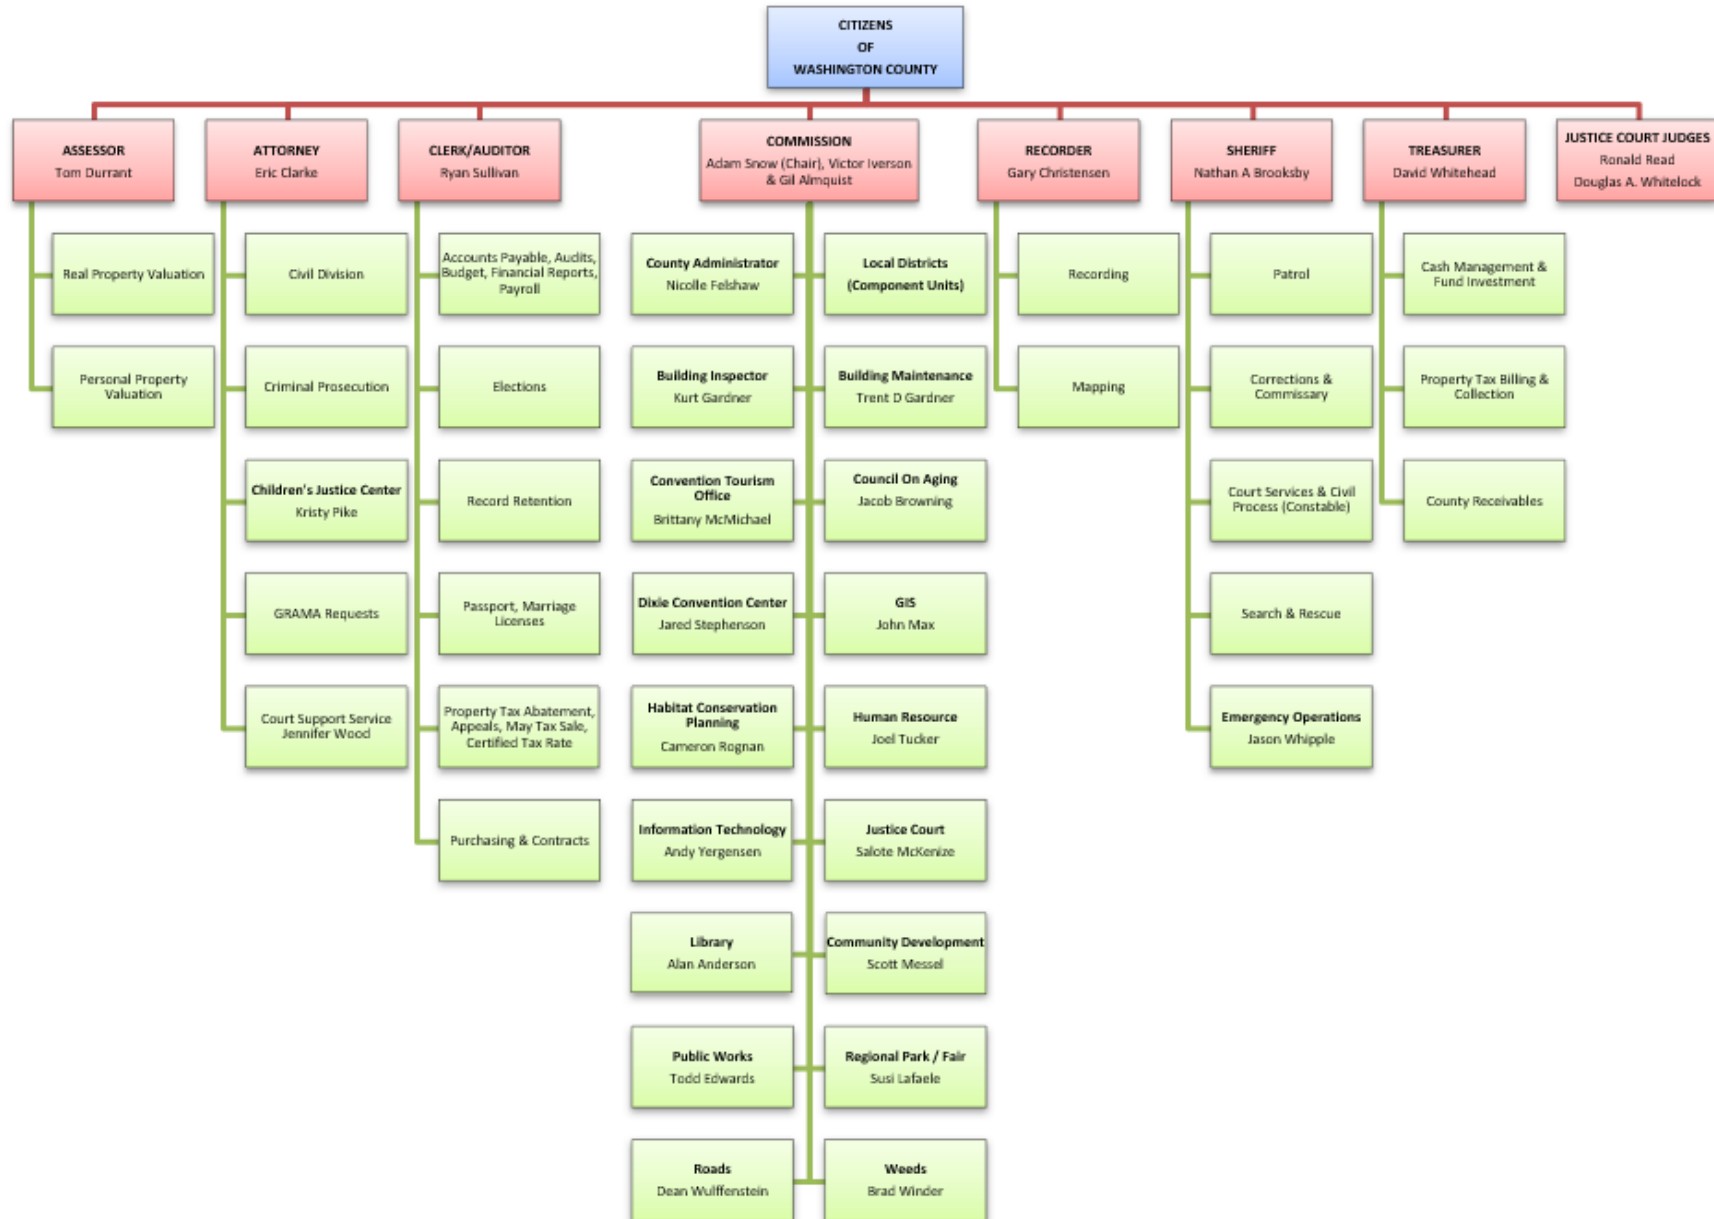 CITIZENS
OF
WASHINGTON COUNTY
ASSESSOR
Tom Durrant
ATTORNEY
Eric Clarke
CLERK/AUDITOR
Ryan Sullivan
COMMISSION
Adam Snow (Chair), Victor Iverson
& Gil Almquist
RECORDER
Gary Christensen
SHERIFF
Nathan A Brooksby
TREASURER
David Whitehead
JUSTICE COURT JUDGES
Ronald Read
Douglas A. Whitelock
Real Property Valuation
Personal Property
Valuation
Civil Division
Criminal Prosecution
Children's Justice Center
Kristy Pike
GRAMA Requests
Court Support Service
Jennifer Wood
Accounts Payable, Audits,
Budget, Financial Reports,
Payroll
Elections
Record Retention
Passport, Marriage
Licenses
Property Tax Abatement,
Appeals, May Tax Sale,
Certified Tax Rate
Purchasing & Contracts
County Administrator
Nicolle Felshaw
Local Districts
(Component Units)
Building Inspector
Kurt Gardner
Building Maintenance
Trent D Gardner
Convention Tourism
Office
Brittany McMichael
Council On Aging
Jacob Browning
Dixie Convention Center
Jared Stephenson
GIS
John Max
Habitat Conservation
Planning
Cameron Rognan
Human Resource
Joel Tucker
Information Technology
Andy Yergensen
Justice Court
Salote McKenize
Library
Alan Anderson
Community Development
Scott Messel
Public Works
Todd Edwards
Regional Park / Fair
Susi Lafaele
Roads
Dean Wulffenstein
Weeds
Brad Winder
Recording
Mapping
Patrol
Corrections &
Commissary
Court Services & Civil
Process (Constable)
Search & Rescue
Emergency Operations
Jason Whipple
Cash Management &
Fund Investment
Property Tax Billing &
Collection
County Receivables